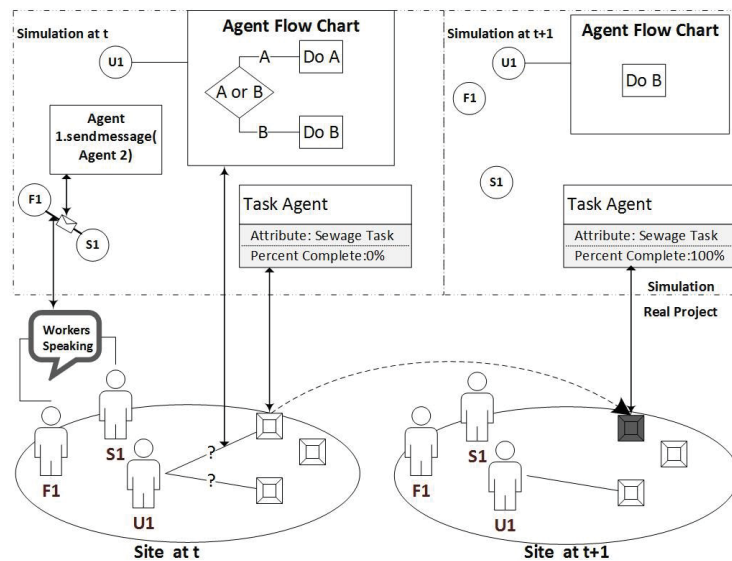 Simulation at t
U1
Agent Flow Chart
A or B
A
Do A
B
Do B
Agent
1.sendmessage(
Agent 2)
F1
S1
Task Agent
Attribute: Sewage Task
Percent Complete:0%
Simulation at t+1
U1
F1
S1
Agent Flow Chart
Do B
Task Agent
Attribute: Sewage Task
Percent Complete:100%
Simulation
Real Project
Workers
Speaking
F1
S1
U1
?
?
Site at t
F1
S1
U1
Site at t+1